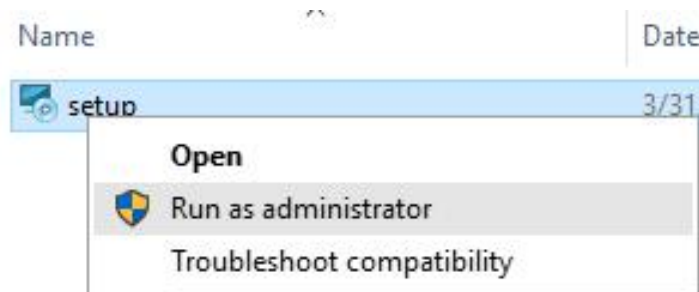 Name Date
setup 3/31
Open
Run as administrator
Troubleshoot compatibility